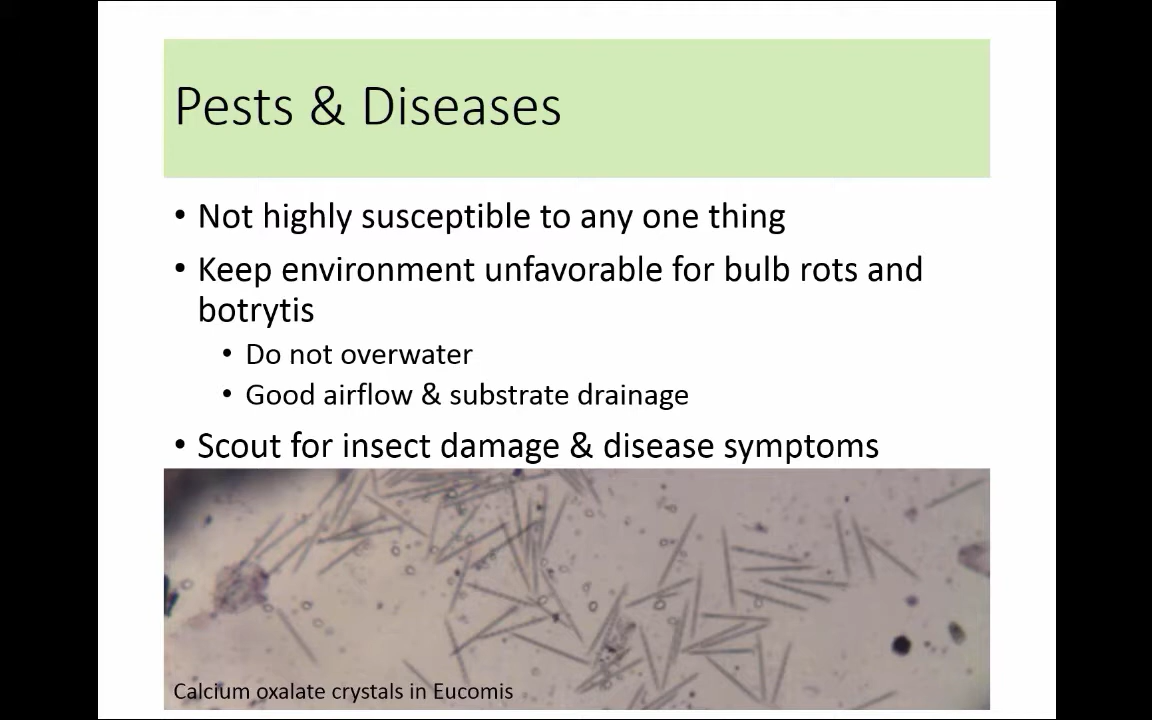 Pests & Diseases
• Not highly susceptible to any one thing
• Keep environment unfavorable for bulb rots and
botrytis
• Do not overwater
• Good airflow & substrate drainage
• Scout for insect damage & disease symptoms
Calcium oxalate crystals in Eucomis